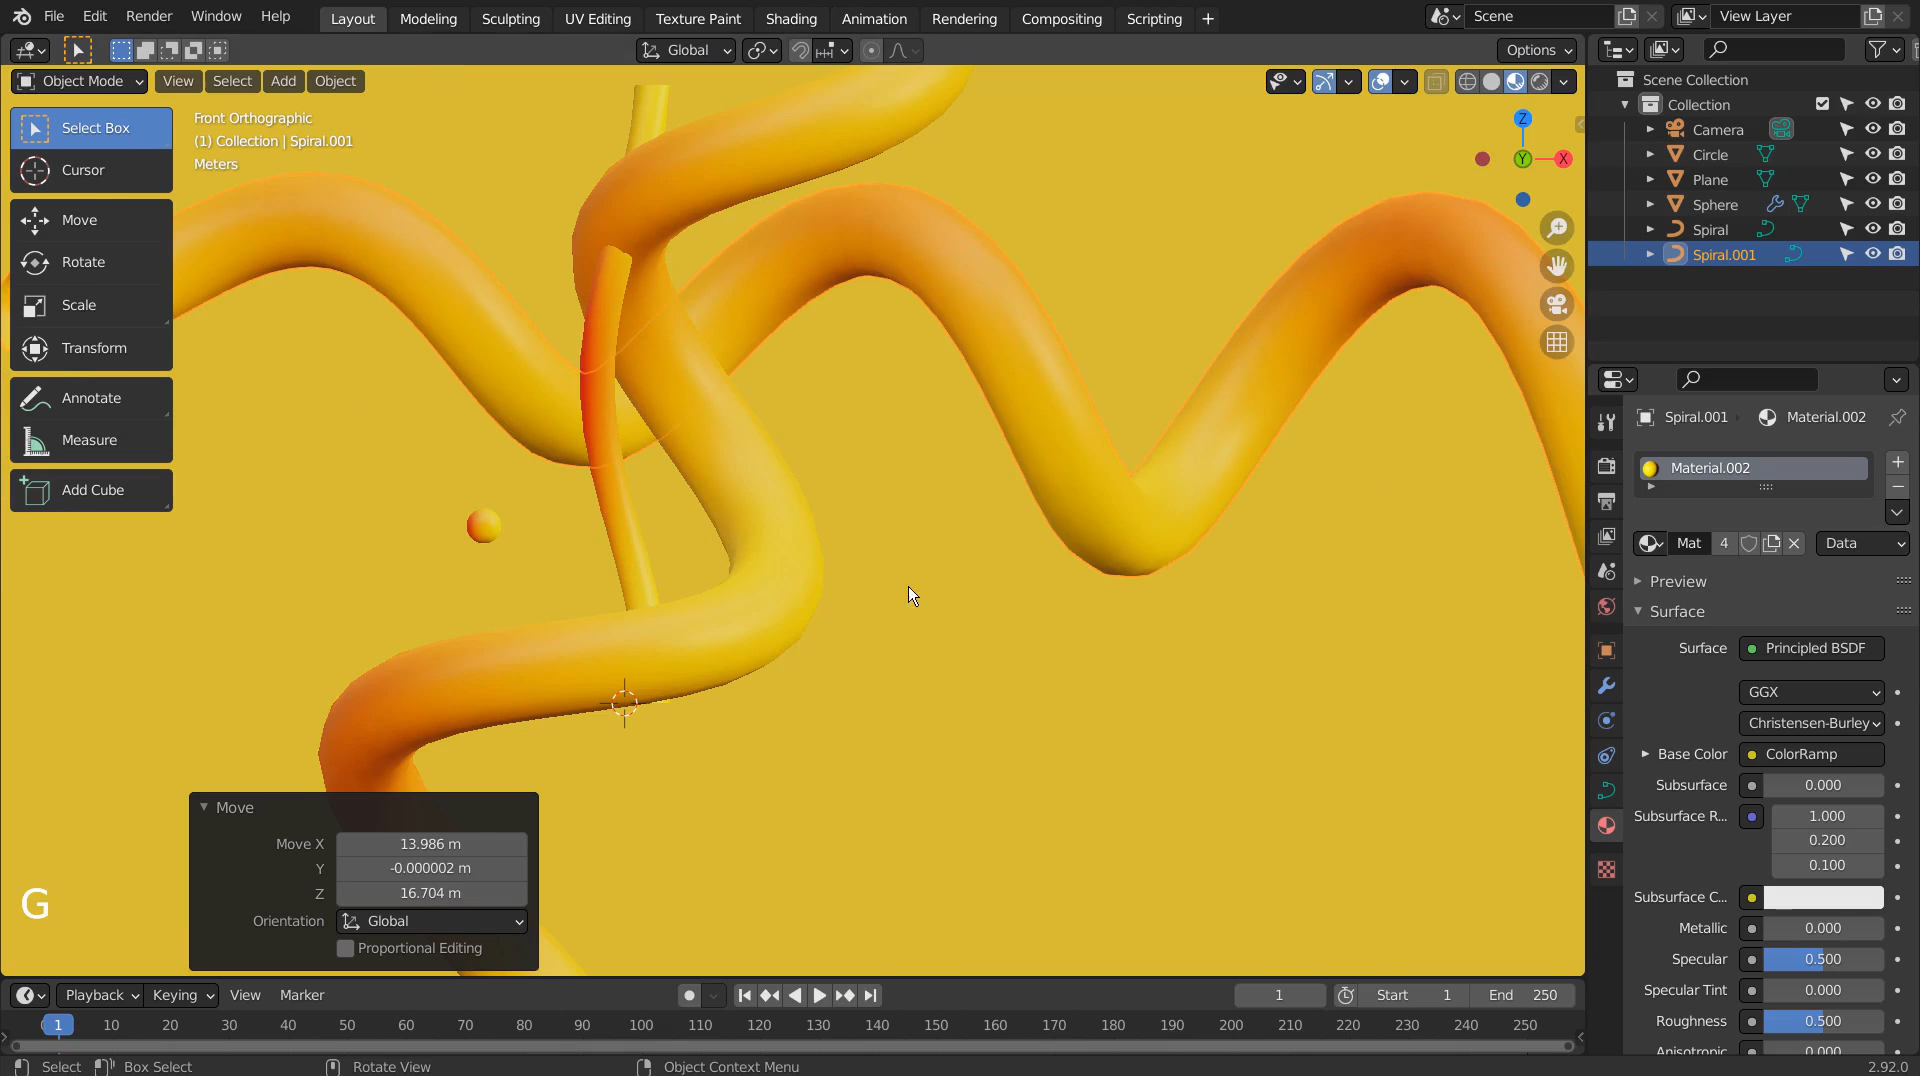 File Edit Render Window Help Layout Modeling Sculpting UV Editing Texture Paint Shading Animation Rendering Compositing Scripting + Scene View Layer
Global Options
Object Mode View Select Add Object
Select Box
Cursor
Move
Rotate
Scale
Transform
Annotate
Measure
Add Cube
Front Orthographic
(1) Collection | Spiral.001
Meters
Z
Y
X
Scene Collection
Collection
Camera
Circle
Plane
Sphere
Spiral
Spiral.001
Spiral.001 Material.002
Material.002
Mat 4 Data
Preview
Surface
Surface Principled BSDF
GGX
Christensen-Burley
Base Color ColorRamp
Subsurface 0.000
Subsurface R... 1.000
0.200
0.100
Subsurface C...
Metallic 0.000
Specular 0.500
Specular Tint 0.000
Roughness 0.500
Anisotropic 0.000
Move
Move X 13.986 m
Y -0.000002 m
Z 16.704 m
Orientation Global
Proportional Editing
G
Playback Keying View Marker 1 Start 1 End 250
1 10 20 30 40 50 60 70 80 90 100 110 120 130 140 150 160 170 180 190 200 210 220 230 240 250
Select Box Select Rotate View Object Context Menu 2.92.0